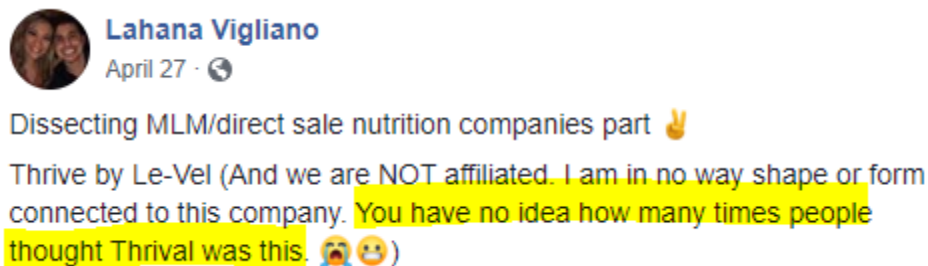 Lahana Vigliano
April 27 ·
Dissecting MLM/direct sale nutrition companies part ✌
Thrive by Le-Vel (And we are NOT affiliated. I am in no way shape or form
connected to this company. You have no idea how many times people
thought Thrival was this. 😭😬)